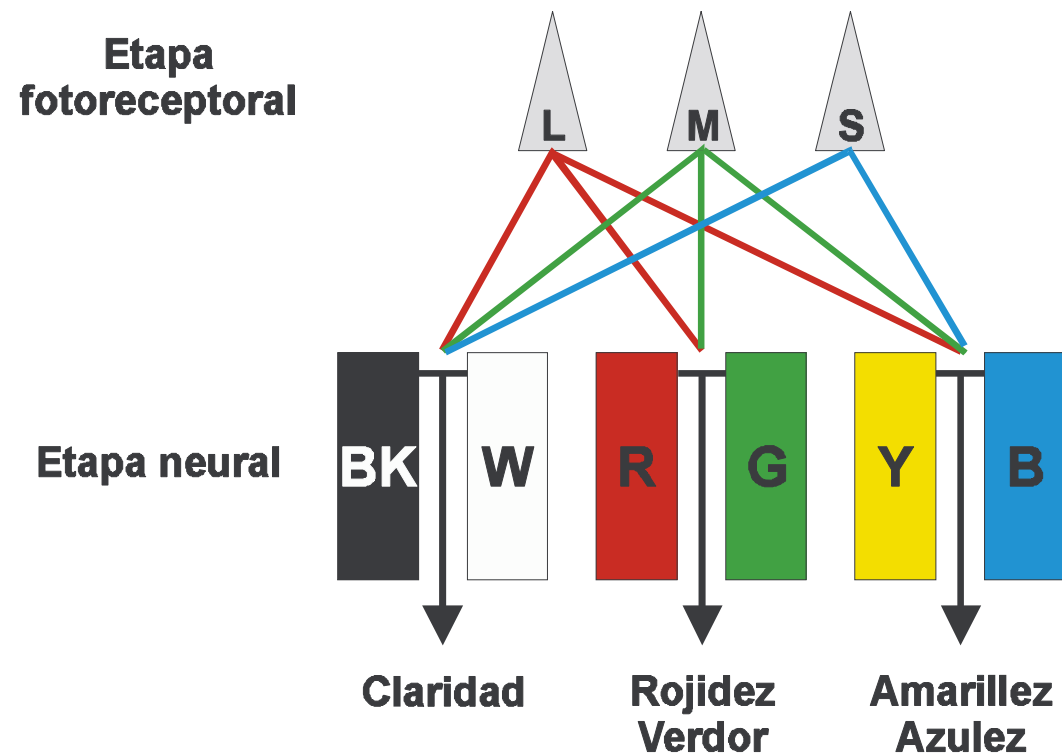 Etapa
fotoreceptoral
L M S
Etapa neural
BK W R G Y B
Claridad
Rojidez
Verdor
Amarillez
Azulez